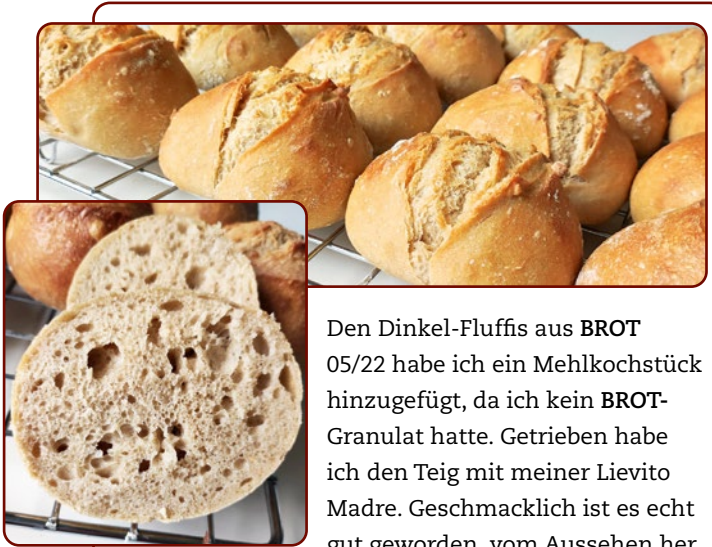 Den Dinkel-Fluffis aus BROT
05/22 habe ich ein Mehlkochstück
hinzugefügt, da ich kein BROT-
Granulat hatte. Getrieben habe
ich den Teig mit meiner Lievito
Madre. Geschmacklich ist es echt
gut geworden, vom Aussehen her